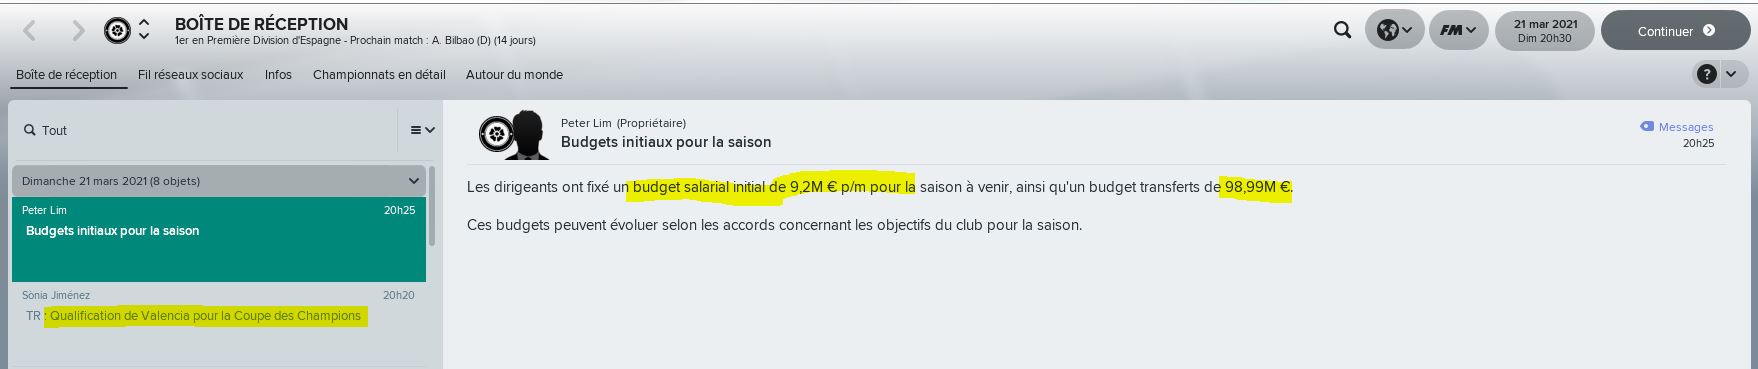 BOÎTE DE RÉCEPTION
1er en Première Division d'Espagne - Prochain match : A. Bilbao (D) (14 jours)
FM
21 mar 2021
Dim 20h30
Continuer
Boîte de réception
Fil réseaux sociaux
Infos
Championnats en détail
Autour du monde
?
Tout
Dimanche 21 mars 2021 (8 objets)
Peter Lim
20h25
Budgets initiaux pour la saison
Sònia Jiménez
20h20
TR : Qualification de Valencia pour la Coupe des Champions
Peter Lim (Propriétaire)
Budgets initiaux pour la saison
Messages
20h25
Les dirigeants ont fixé un budget salarial initial de 9,2M € p/m pour la saison à venir, ainsi qu'un budget transferts de 98,99M €.
Ces budgets peuvent évoluer selon les accords concernant les objectifs du club pour la saison.